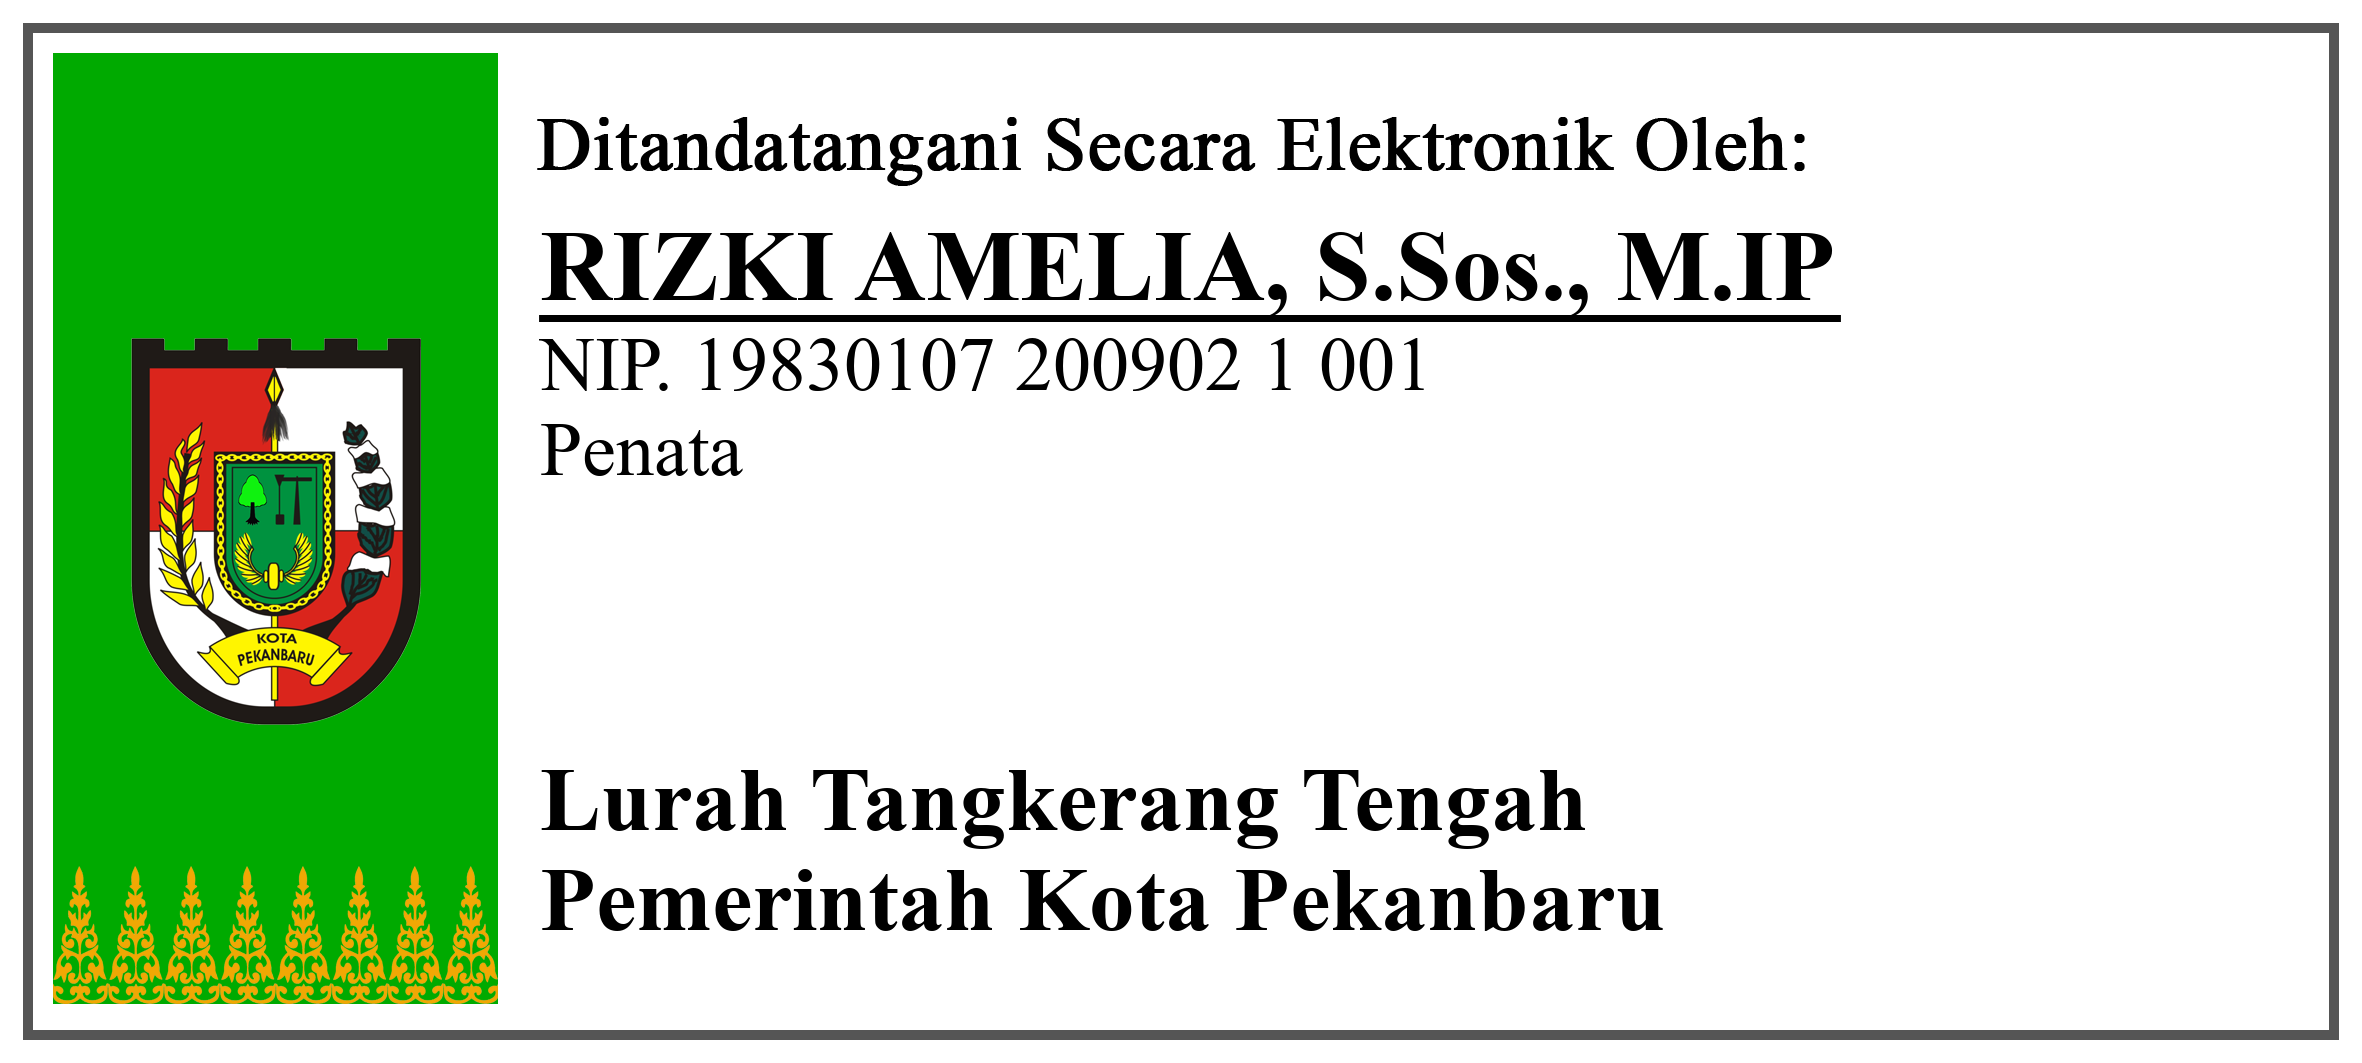 Ditandatangani Secara Elektronik Oleh:
RIZKI AMELIA, S.Sos., M.IP
NIP. 19830107 200902 1 001
Penata
KOTA
PEKANBARU
Lurah Tangkerang Tengah
Pemerintah Kota Pekanbaru